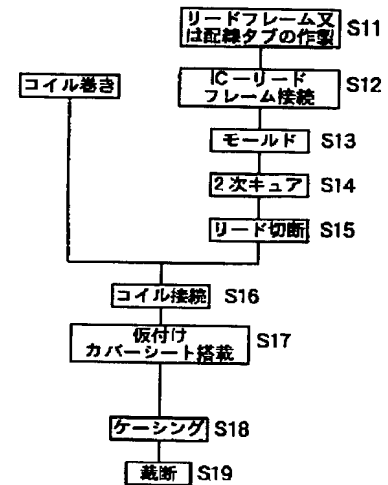 リードフレーム又
は配線タブの作製 S11
コイル巻き
ICーリード
フレーム接続 S12
モールド S13
2次キュア S14
リード切断 S15
コイル接続 S16
仮付け
カバーシート搭載 S17
ケーシング S18
裁断 S19